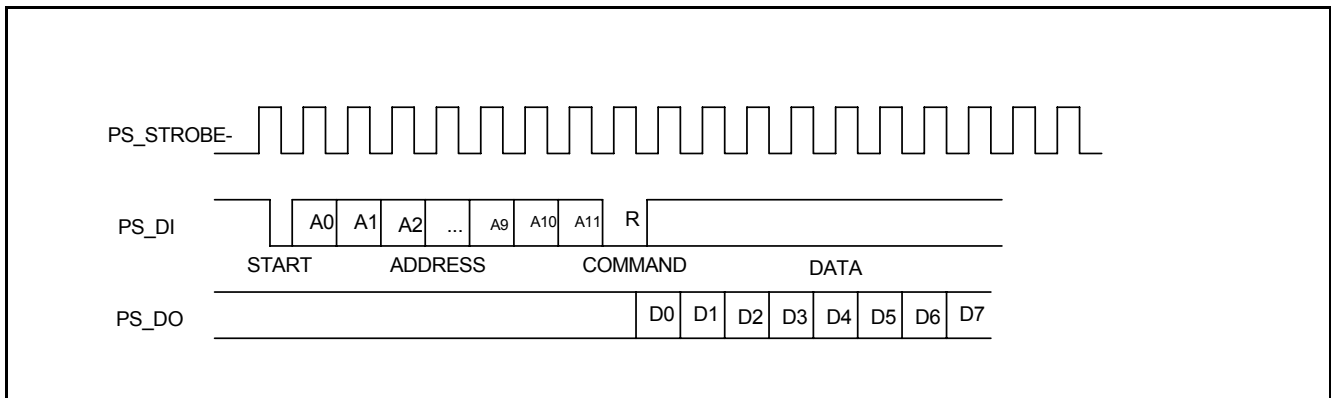 PS_STROBE-
PS_DI
A0 A1 A2 ... A9 A10 A11 R
START ADDRESS COMMAND DATA
PS_DO
D0 D1 D2 D3 D4 D5 D6 D7